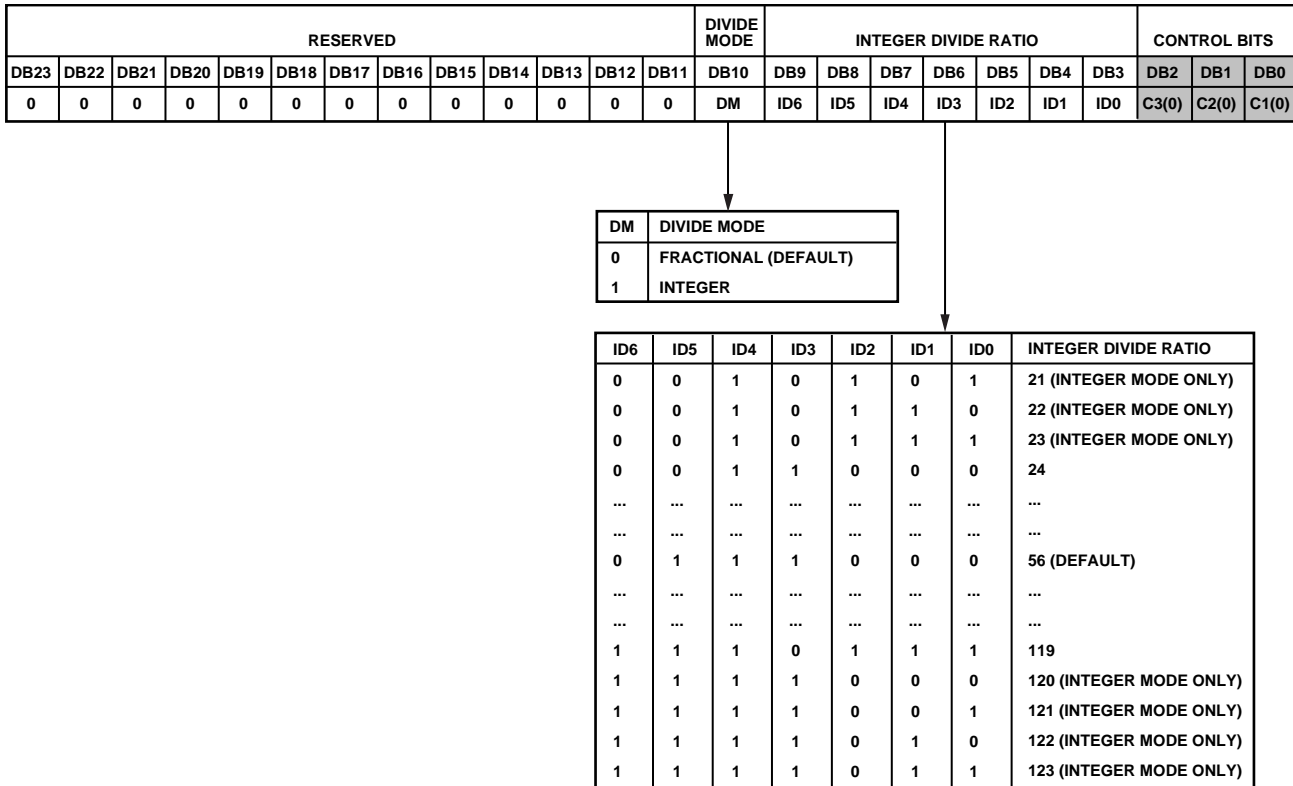 RESERVED DIVIDE MODE INTEGER DIVIDE RATIO CONTROL BITS
DB23 DB22 DB21 DB20 DB19 DB18 DB17 DB16 DB15 DB14 DB13 DB12 DB11 DB10 DB9 DB8 DB7 DB6 DB5 DB4 DB3 DB2 DB1 DB0
0 0 0 0 0 0 0 0 0 0 0 0 0 DM ID6 ID5 ID4 ID3 ID2 ID1 ID0 C3(0) C2(0) C1(0)
DM DIVIDE MODE
0 FRACTIONAL (DEFAULT)
1 INTEGER
ID6 ID5 ID4 ID3 ID2 ID1 ID0 INTEGER DIVIDE RATIO
0 0 1 0 1 0 1 21 (INTEGER MODE ONLY)
0 0 1 0 1 1 0 22 (INTEGER MODE ONLY)
0 0 1 0 1 1 1 23 (INTEGER MODE ONLY)
0 0 1 1 0 0 0 24
... ... ... ... ... ... ... ...
... ... ... ... ... ... ... ...
0 1 1 1 0 0 0 56 (DEFAULT)
... ... ... ... ... ... ... ...
... ... ... ... ... ... ... ...
1 1 1 0 1 1 1 119
1 1 1 1 0 0 0 120 (INTEGER MODE ONLY)
1 1 1 1 0 0 1 121 (INTEGER MODE ONLY)
1 1 1 1 0 1 0 122 (INTEGER MODE ONLY)
1 1 1 1 0 1 1 123 (INTEGER MODE ONLY)